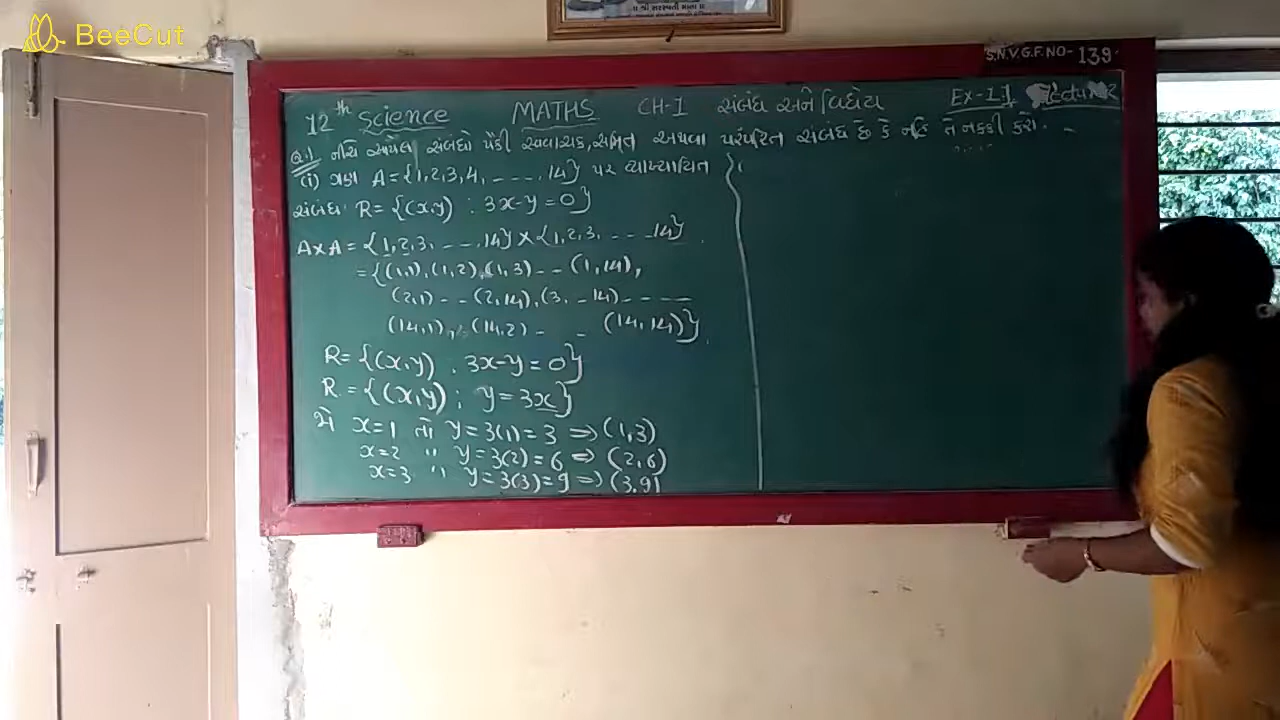 BeeCut
॥ શ્રી સરસ્વતી માતા ॥
S.N.V.G.F.NO- 139
12th Science MATHS CH-1 સંબંધ અને વિધેય Ex-1.1
Q.1 નીચે આપેલ સંબંધો પૈકી સ્વવાચક, સંમિત અથવા પરંપરિત સંબંધ છે કે નહિ તે નક્કી કરો.
(i) ગણ A = {1,2,3,4, ----- 14} પર વ્યાખ્યાયિત
સંબંધ R = {(x,y) : 3x-y=0}
A×A = {1,2,3, ----- 14} × {1,2,3, ----- 14}
= {(1,1),(1,2),(1,3) -- (1,14),
(2,1) -- (2,14),(3, - 14) -----
(14,1), (14,2) - - (14,14)}
R = {(x,y) : 3x-y=0}
R = {(x,y) ; y=3x}
જો x=1 તો y=3(1)=3 ⇒ (1,3)
x=2 " y=3(2)=6 ⇒ (2,6)
x=3 " y=3(3)=9 ⇒ (3,9)